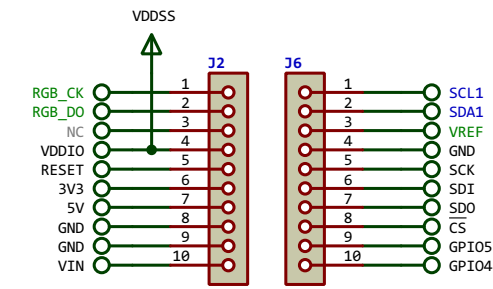 VDDSS
J2 J6
RGB_CK 1 1 SCL1
RGB_DO 2 2 SDA1
NC 3 3 VREF
VDDIO 4 4 GND
RESET 5 5 SCK
3V3 6 6 SDI
5V 7 7 SDO
GND 8 8 C̅S̅
GND 9 9 GPIO5
VIN 10 10 GPIO4